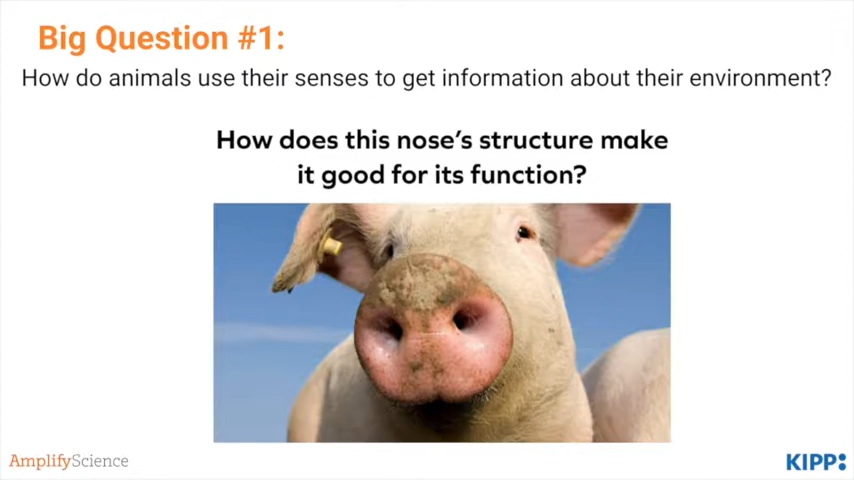 Big Question #1:
How do animals use their senses to get information about their environment?
How does this nose's structure make
it good for its function?
AmplifyScience
KIPP: